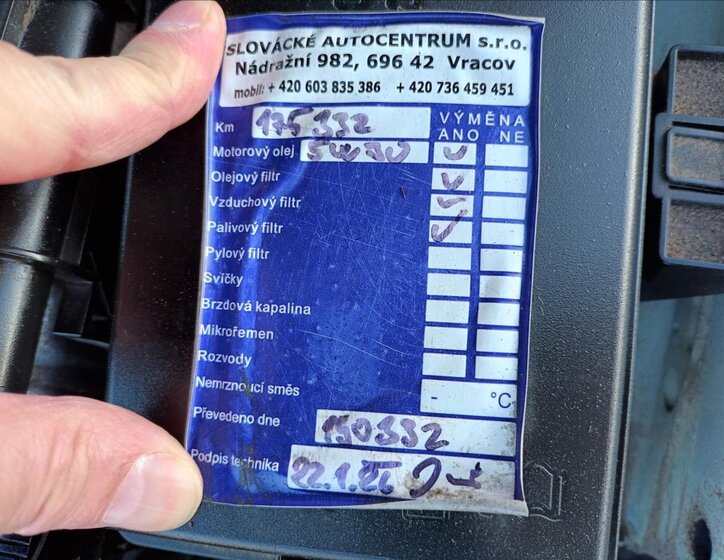 SLOVÁCKÉ AUTOCENTRUM s.r.o.
Nádražní 982, 696 42 Vracov
mobil: + 420 603 835 386 + 420 736 459 451
Km 175332 VÝMĚNA
ANO NE
Motorový olej 5W30
Olejový filtr
Vzduchový filtr
Palivový filtr
Pylový filtr
Svíčky
Brzdová kapalina
Mikrořemen
Rozvody
Nemrznoucí směs - °C
Převedeno dne 190332
Podpis technika 22.1.